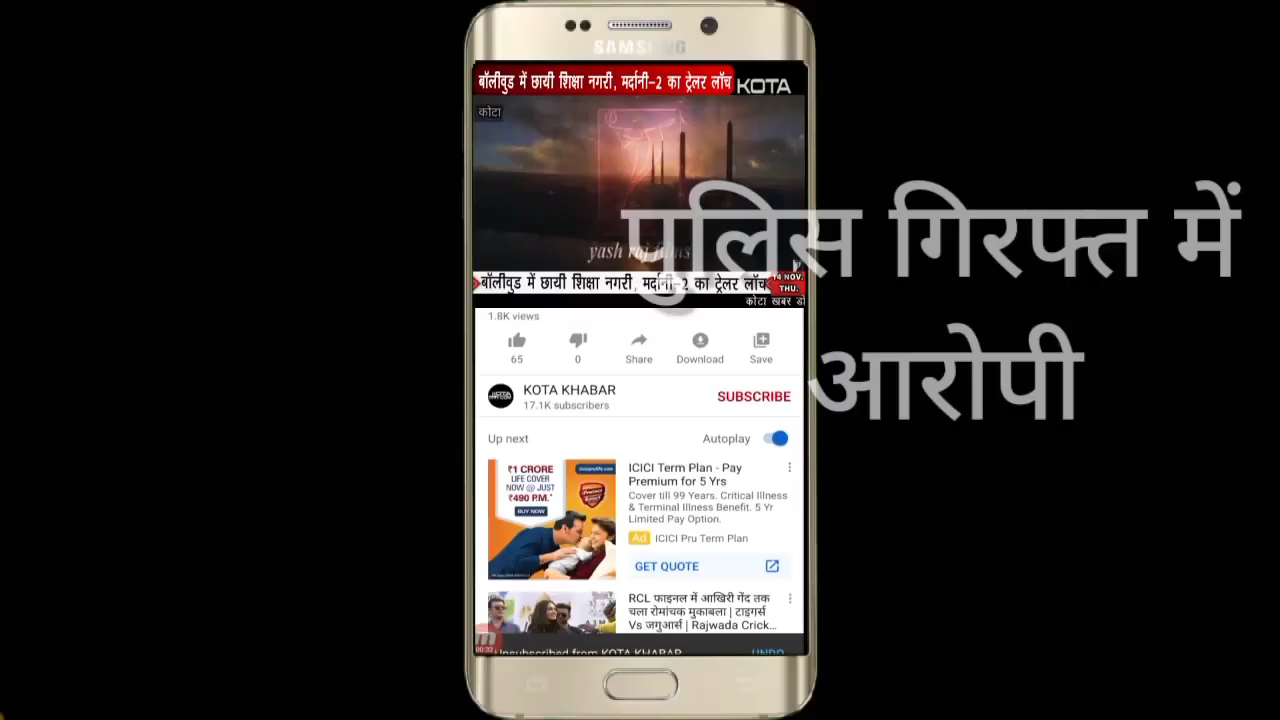 SAMSUNG
बॉलीवुड में छायी शिक्षा नगरी, मर्दानी-2 का ट्रेलर लॉच
KOTA
कोटा
yash raj films
पुलिस गिरफ्त में
आरोपी
बॉलीवुड में छायी शिक्षा नगरी, मर्दानी-2 का ट्रेलर लॉच
14 NOV.
THU.
कोटा खबर डॉ
1.8K views
65
0
Share
Download
Save
KOTA KHABAR
17.1K subscribers
SUBSCRIBE
Up next
Autoplay
₹1 CRORE
LIFE COVER
NOW @ JUST
₹490 P.M.*
BUY NOW
ICICI Term Plan - Pay
Premium for 5 Yrs
Cover till 99 Years. Critical Illness
& Terminal Illness Benefit. 5 Yr
Limited Pay Option.
Ad ICICI Pru Term Plan
GET QUOTE
RCL फाइनल में आखिरी गेंद तक
चला रोमांचक मुकाबला | टाइगर्स
Vs जगुआर्स | Rajwada Crick...
00:32
Unsubscribed from KOTA KHABAR
UNDO